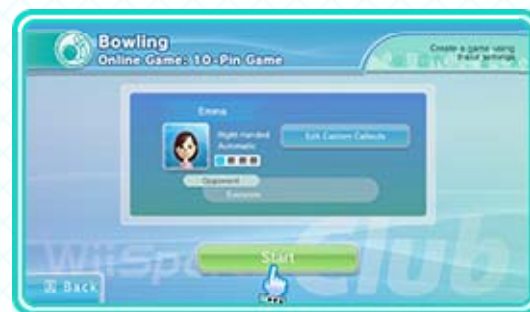 Bowling
Online Game: 10-Pin Game
Create a game using
these settings.
Emma
Right-handed
Automatic
Edit Custom Callouts
Opponent
Everyone
Start
Wii Sports Club
Back